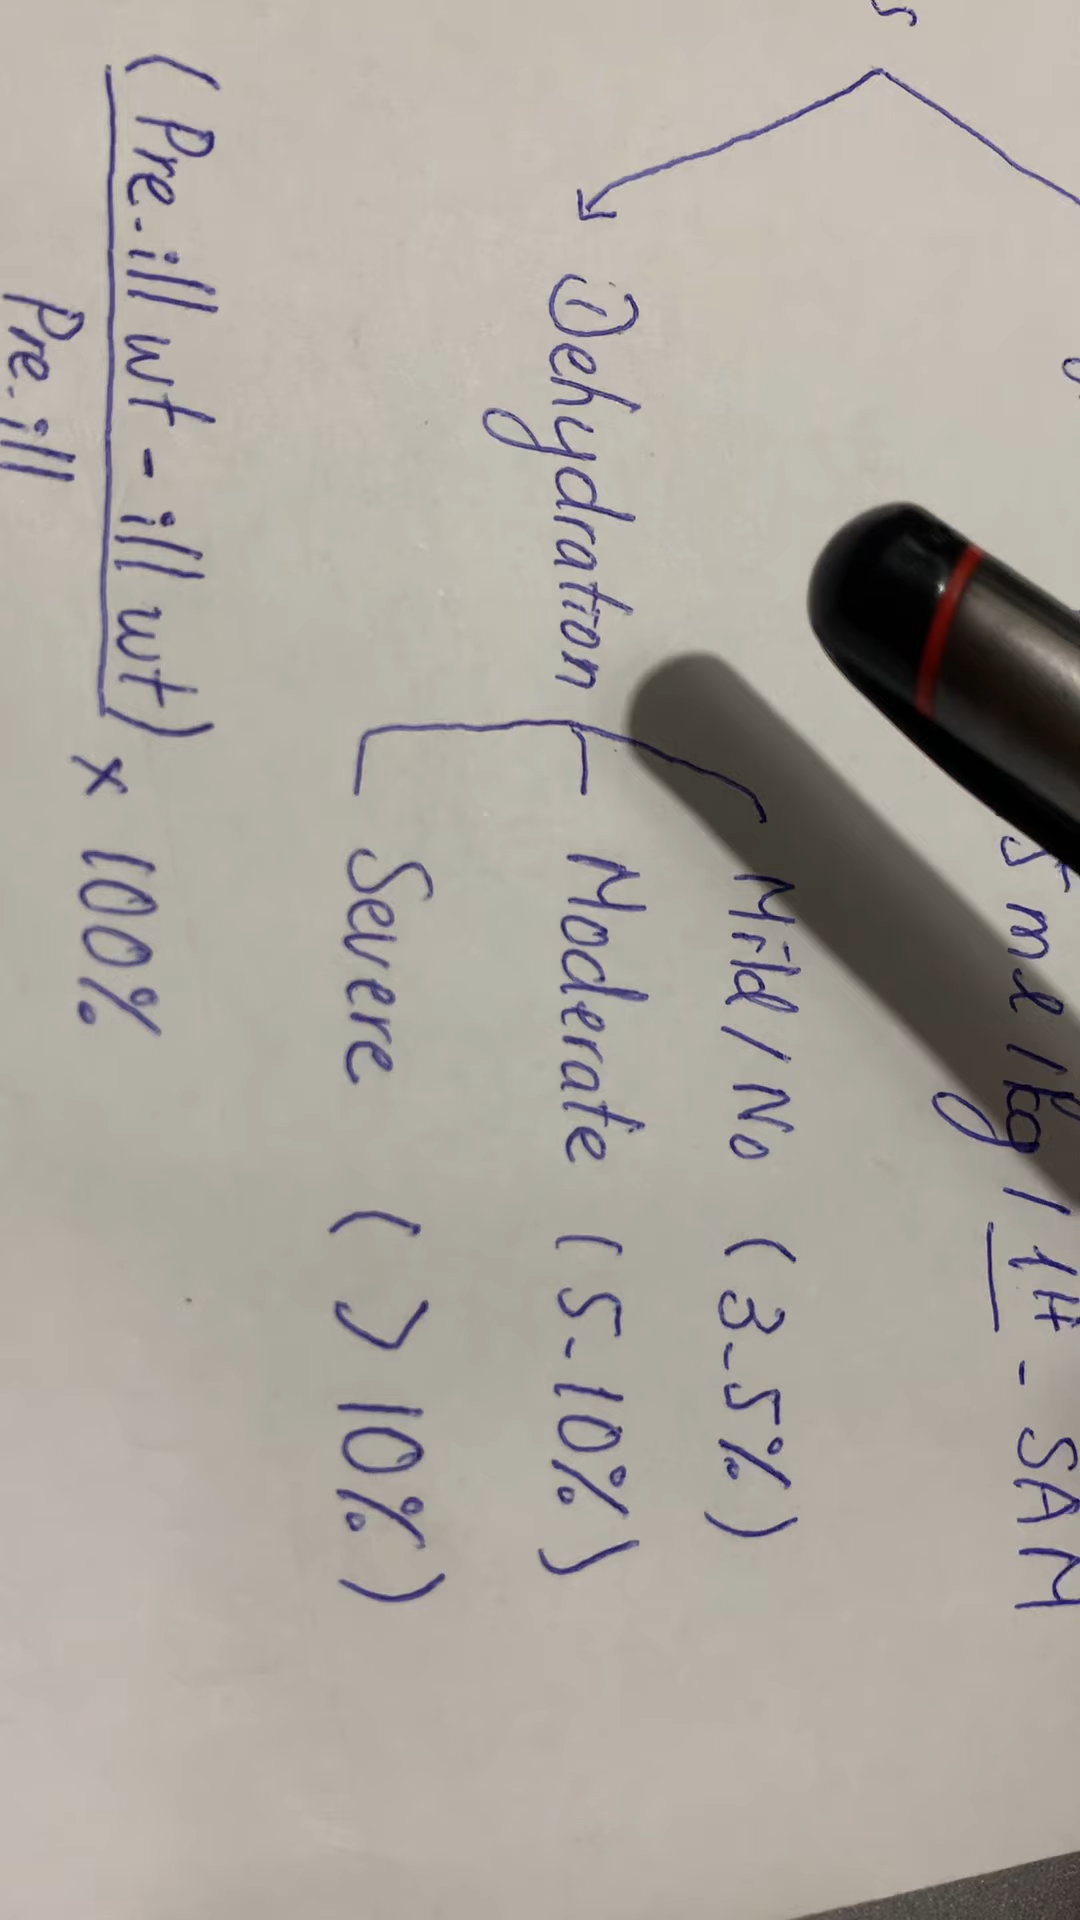 5 ml / kg / 1H - SAM
Dehydration
Mild / No (3-5%)
Moderate (5-10%)
Severe (> 10%)
(Pre-ill wt - ill wt) x 100%
Pre-ill